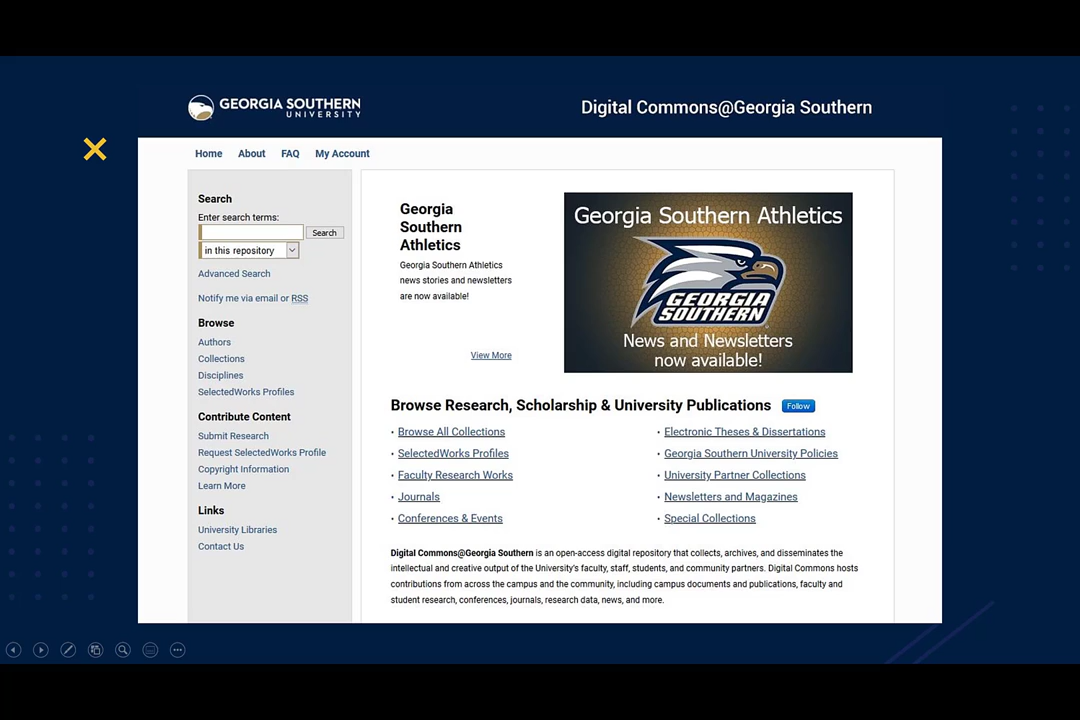 GEORGIA SOUTHERN
UNIVERSITY
Digital Commons@Georgia Southern
Home About FAQ My Account
Search
Enter search terms:
Search
in this repository
Advanced Search
Notify me via email or RSS
Browse
Authors
Collections
Disciplines
SelectedWorks Profiles
Contribute Content
Submit Research
Request SelectedWorks Profile
Copyright Information
Learn More
Links
University Libraries
Contact Us
Georgia
Southern
Athletics
Georgia Southern Athletics
news stories and newsletters
are now available!
View More
Georgia Southern Athletics
GEORGIA
SOUTHERN
News and Newsletters
now available!
Browse Research, Scholarship & University Publications Follow
Browse All Collections
SelectedWorks Profiles
Faculty Research Works
Journals
Conferences & Events
Electronic Theses & Dissertations
Georgia Southern University Policies
University Partner Collections
Newsletters and Magazines
Special Collections
Digital Commons@Georgia Southern is an open-access digital repository that collects, archives, and disseminates the
intellectual and creative output of the University's faculty, staff, students, and community partners. Digital Commons hosts
contributions from across the campus and the community, including campus documents and publications, faculty and
student research, conferences, journals, research data, news, and more.